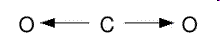 O ← C → O